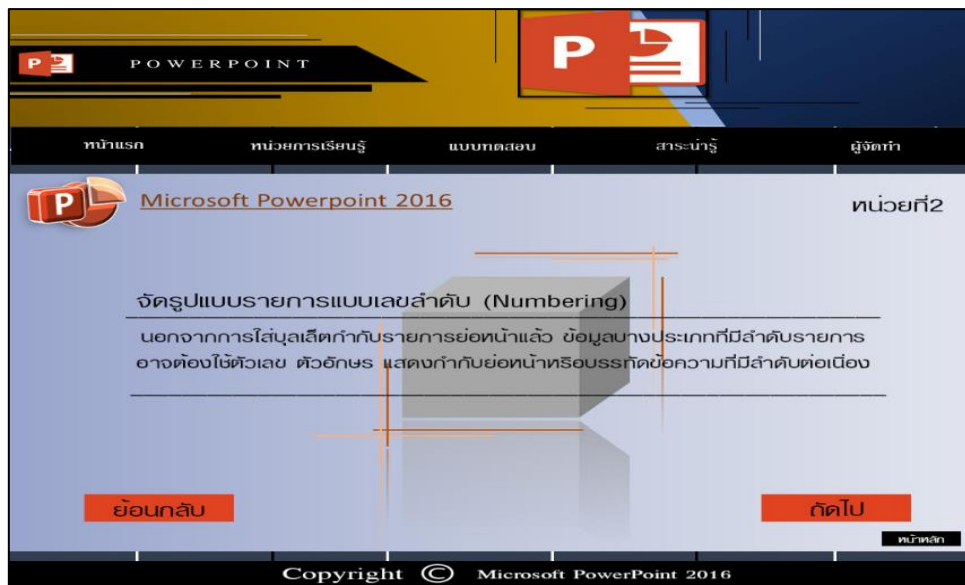 P
P
POWERPOINT
หน้าแรก หน่วยการเรียนรู้ แบบทดสอบ สาระน่ารู้ ผู้จัดทำ
P
Microsoft Powerpoint 2016
หน่วยที่2
จัดรูปแบบรายการแบบเลขลำดับ (Numbering)
นอกจากการใส่บุลเล็ตกำกับรายการย่อหน้าแล้ว ข้อมูลบางประเภทที่มีลำดับรายการ
อาจต้องใช้ตัวเลข ตัวอักษร แสดงกำกับย่อหน้าหรือบรรทัดข้อความที่มีลำดับต่อเนื่อง
ย้อนกลับ
ถัดไป
หน้าหลัก
Copyright © Microsoft PowerPoint 2016